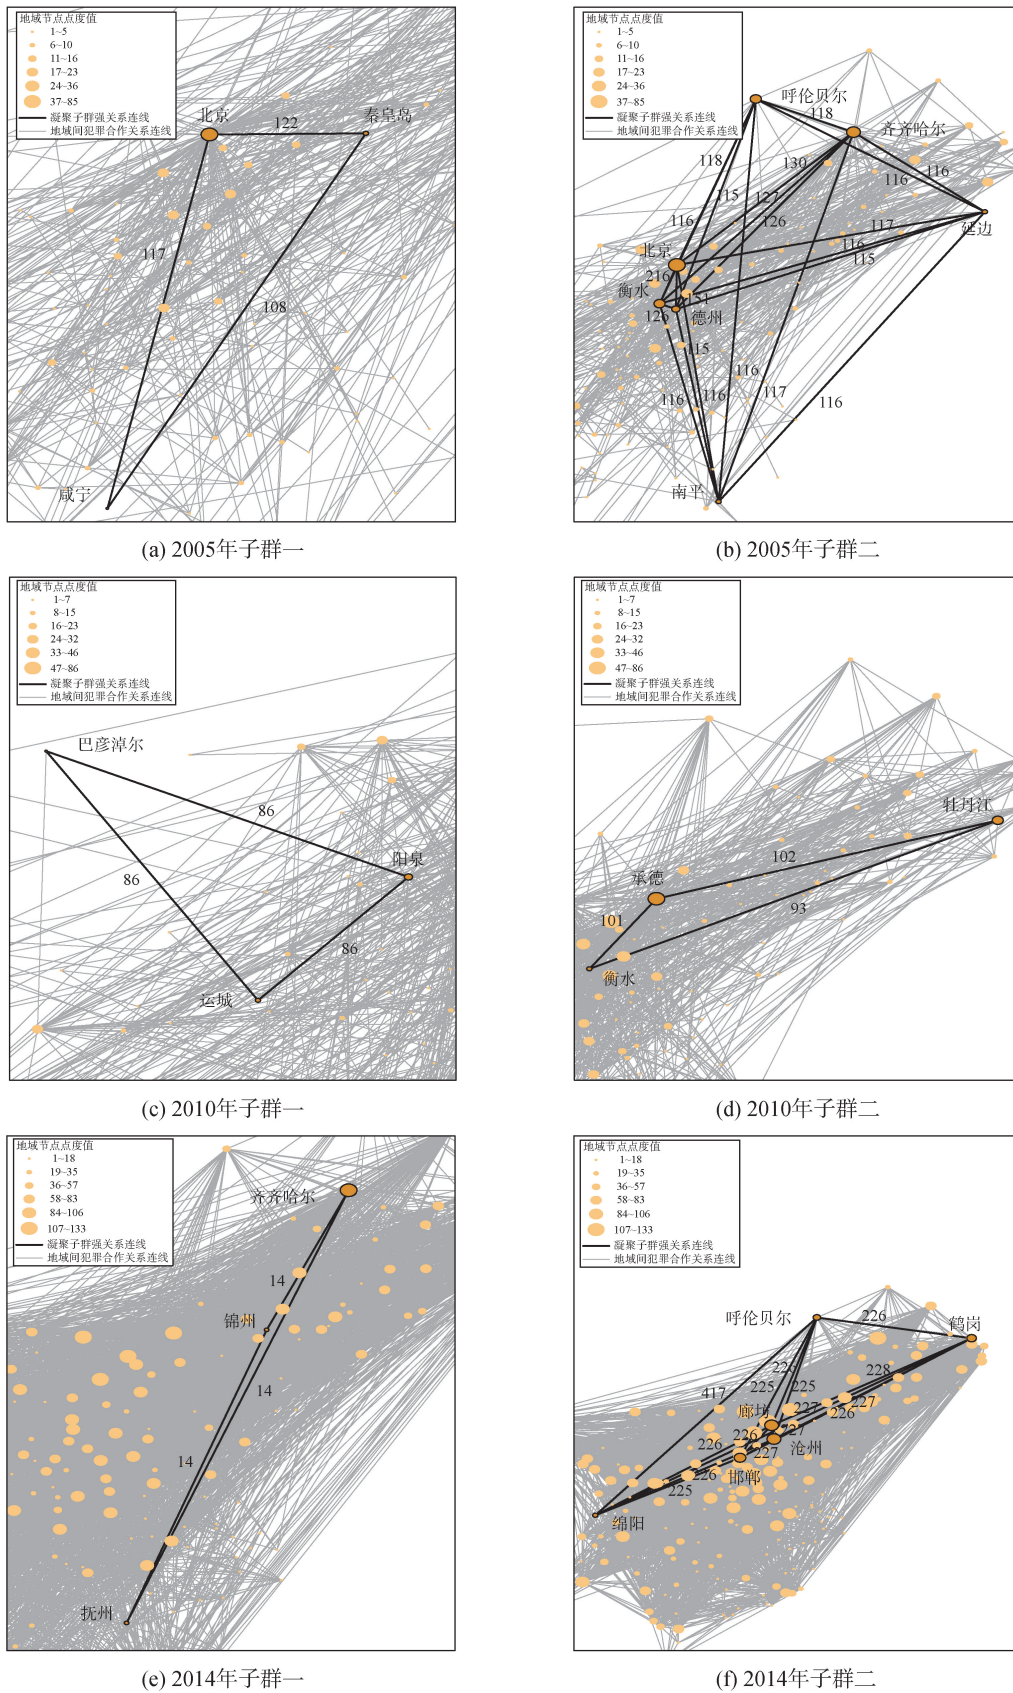 地域节点点度值
1~5
6~10
11~16
17~23
24~36
37~85
凝聚子群强关系连线
地域间犯罪合作关系连线
北京
秦皇岛
122
117
108
咸宁
(a) 2005年子群一
地域节点点度值
1~5
6~10
11~16
17~23
24~36
37~85
凝聚子群强关系连线
地域间犯罪合作关系连线
呼伦贝尔
118
齐齐哈尔
118
130
116
116
115
127
116
126
117
延边
北京
116
216
115
衡水
151
126
德州
115
116
116
116
117
116
南平
(b) 2005年子群二
地域节点点度值
1~7
8~15
16~23
24~32
33~46
47~86
凝聚子群强关系连线
地域间犯罪合作关系连线
巴彦淖尔
86
阳泉
86
86
运城
(c) 2010年子群一
地域节点点度值
1~7
8~15
16~23
24~32
33~46
47~86
凝聚子群强关系连线
地域间犯罪合作关系连线
牡丹江
102
承德
93
101
衡水
(d) 2010年子群二
地域节点点度值
1~18
19~35
36~57
58~83
84~106
107~133
凝聚子群强关系连线
地域间犯罪合作关系连线
齐齐哈尔
14
锦州
14
14
抚州
(e) 2014年子群一
地域节点点度值
1~18
19~35
36~57
58~83
84~106
107~133
凝聚子群强关系连线
地域间犯罪合作关系连线
呼伦贝尔
226
鹤岗
226
228
417
225
225
227
廊坊
227
226
226
227
沧州
226
227
226
邯郸
225
绵阳
(f) 2014年子群二